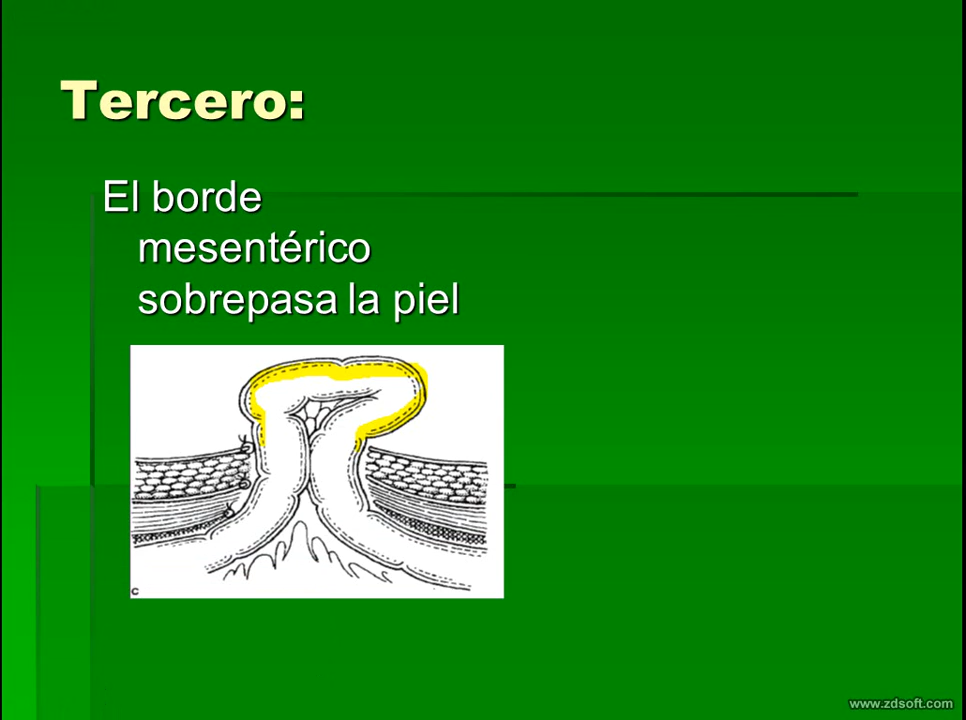 Tercero:
El borde
mesentérico
sobrepasa la piel
c
www.zdsoft.com